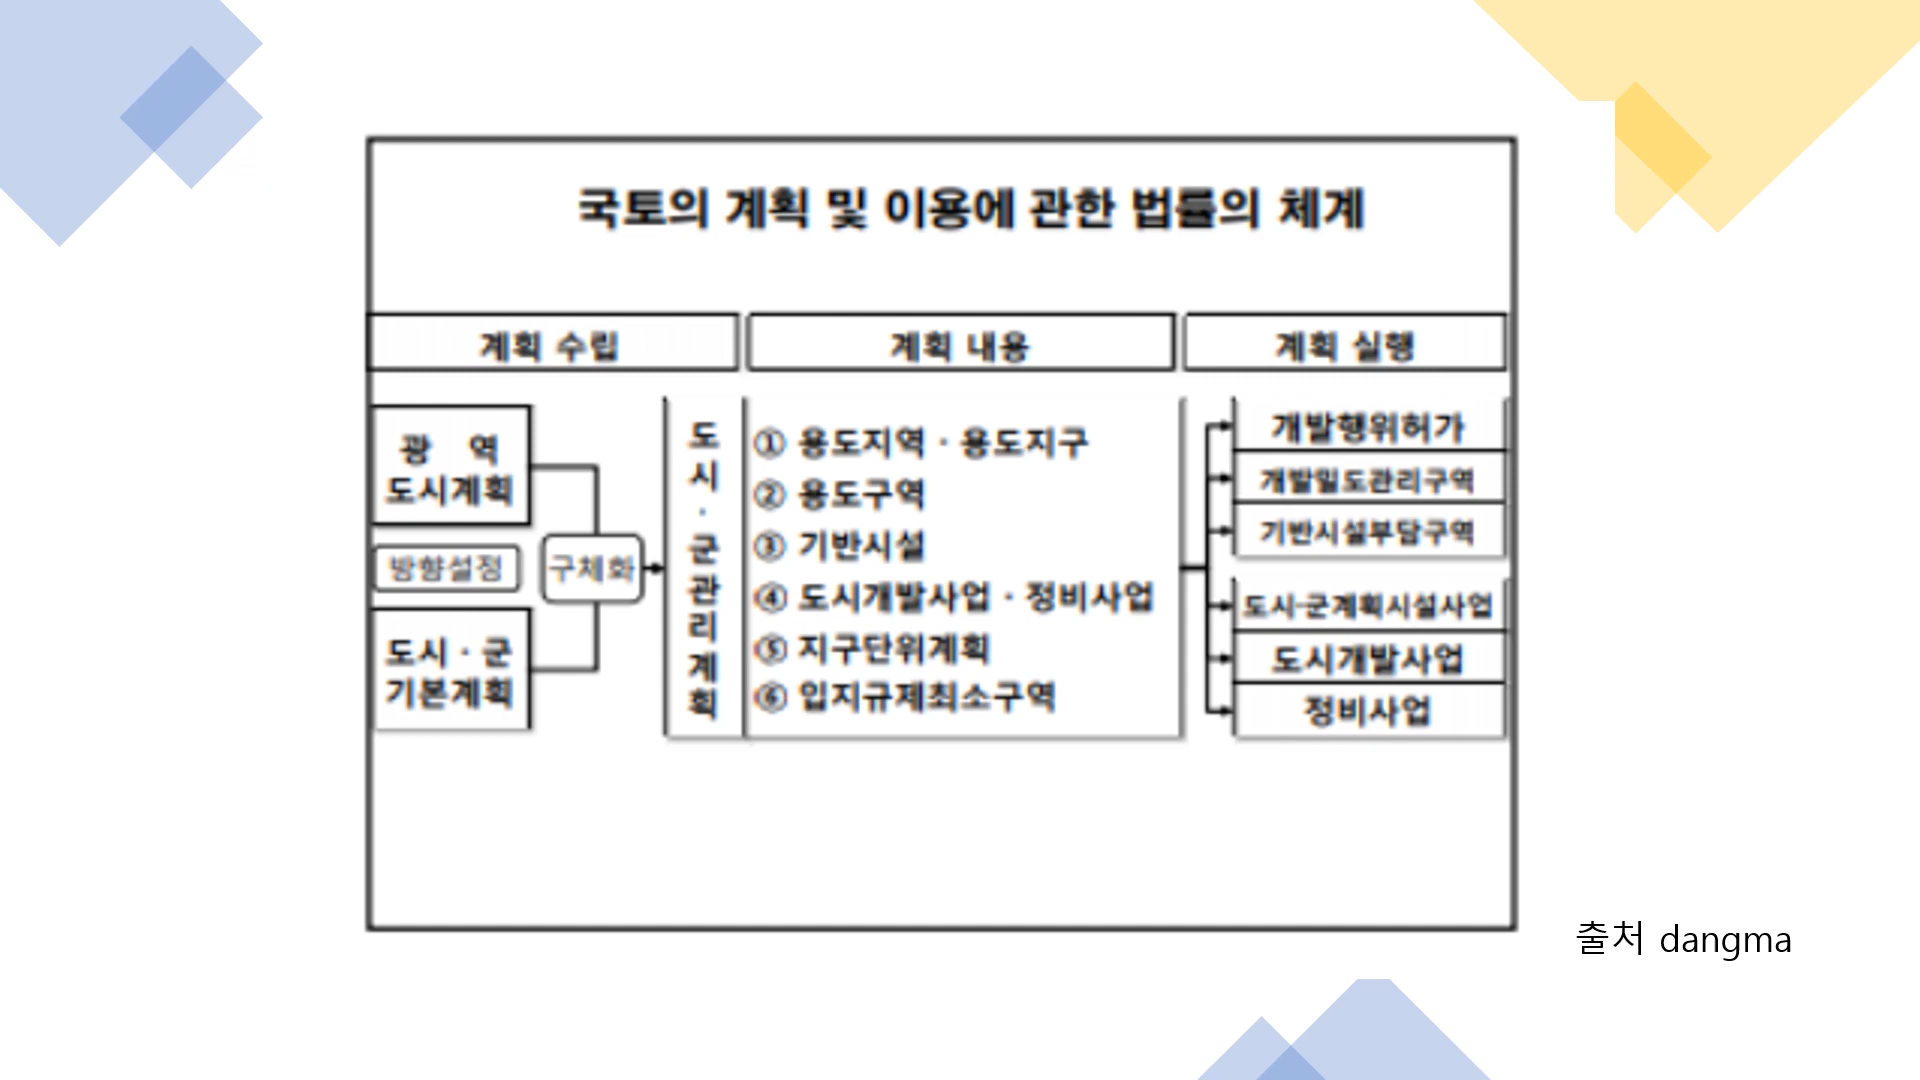 국토의 계획 및 이용에 관한 법률의 체계
계획 수립
계획 내용
계획 실행
광 역
도시계획
방향설정
도시 · 군
기본계획
구체화
도시·군관리계획
① 용도지역 · 용도지구
② 용도구역
③ 기반시설
④ 도시개발사업 · 정비사업
⑤ 지구단위계획
⑥ 입지규제최소구역
개발행위허가
개발밀도관리구역
기반시설부담구역
도시·군계획시설사업
도시개발사업
정비사업
출처 dangma